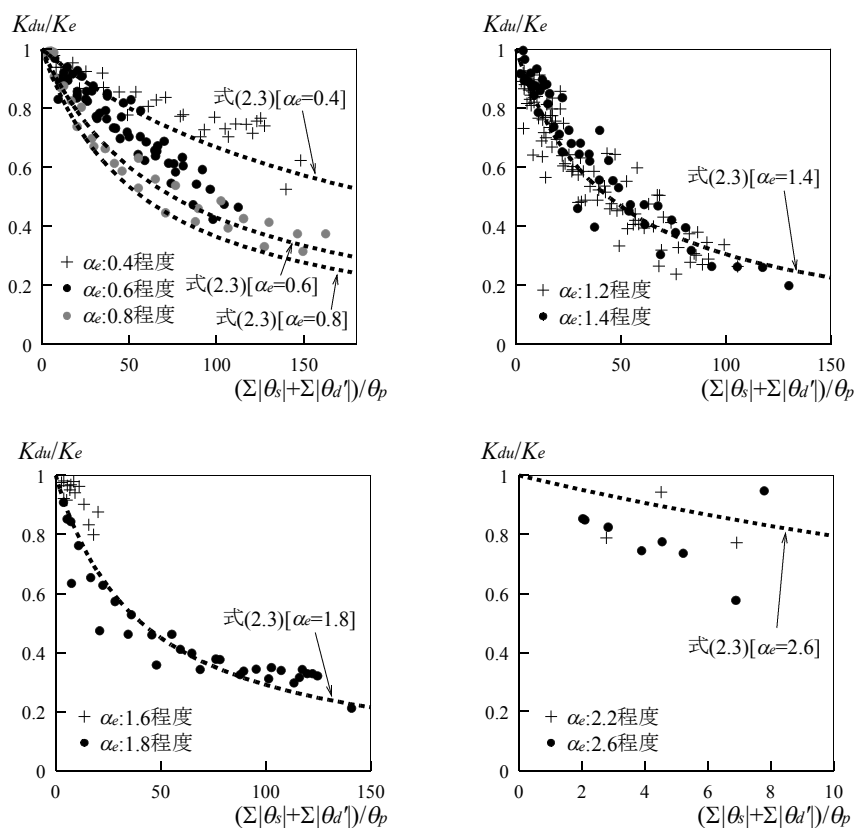 Kdu/Ke
1
0.8
0.6
0.4
0.2
0
式(2.3)[αe=0.4]
αe:0.4程度
αe:0.6程度
αe:0.8程度
式(2.3)[αe=0.6]
式(2.3)[αe=0.8]
0 50 100 150
(Σ|θs|+Σ|θd'|)/θp
Kdu/Ke
1
0.8
0.6
0.4
0.2
0
式(2.3)[αe=1.4]
αe:1.2程度
αe:1.4程度
0 50 100 150
(Σ|θs|+Σ|θd'|)/θp
Kdu/Ke
1
0.8
0.6
0.4
0.2
0
式(2.3)[αe=1.8]
αe:1.6程度
αe:1.8程度
0 50 100 150
(Σ|θs|+Σ|θd'|)/θp
Kdu/Ke
1
0.8
0.6
0.4
0.2
0
式(2.3)[αe=2.6]
αe:2.2程度
αe:2.6程度
0 2 4 6 8 10
(Σ|θs|+Σ|θd'|)/θp